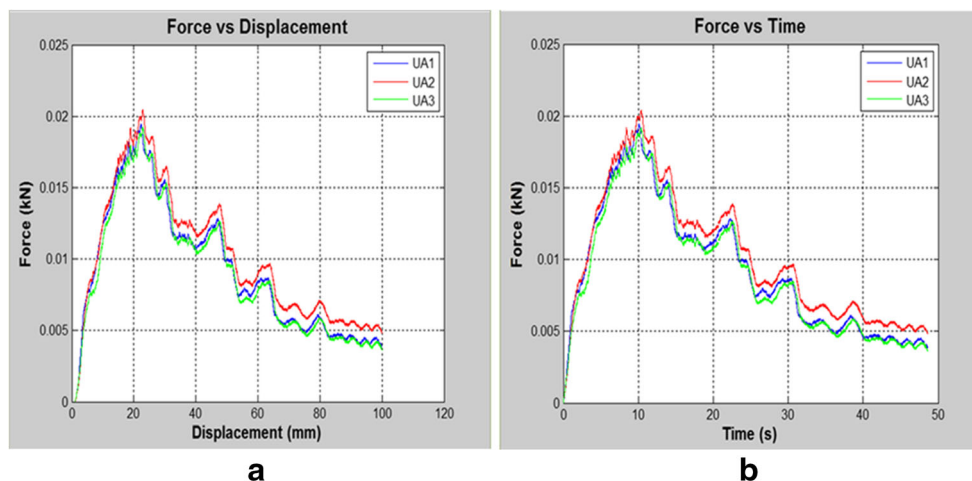 Force vs Displacement
0.025
0.02
0.015
0.01
0.005
0
Force (kN)
UA1
UA2
UA3
0 20 40 60 80 100 120
Displacement (mm)
a
Force vs Time
0.025
0.02
0.015
0.01
0.005
0
Force (kN)
UA1
UA2
UA3
0 10 20 30 40 50
Time (s)
b